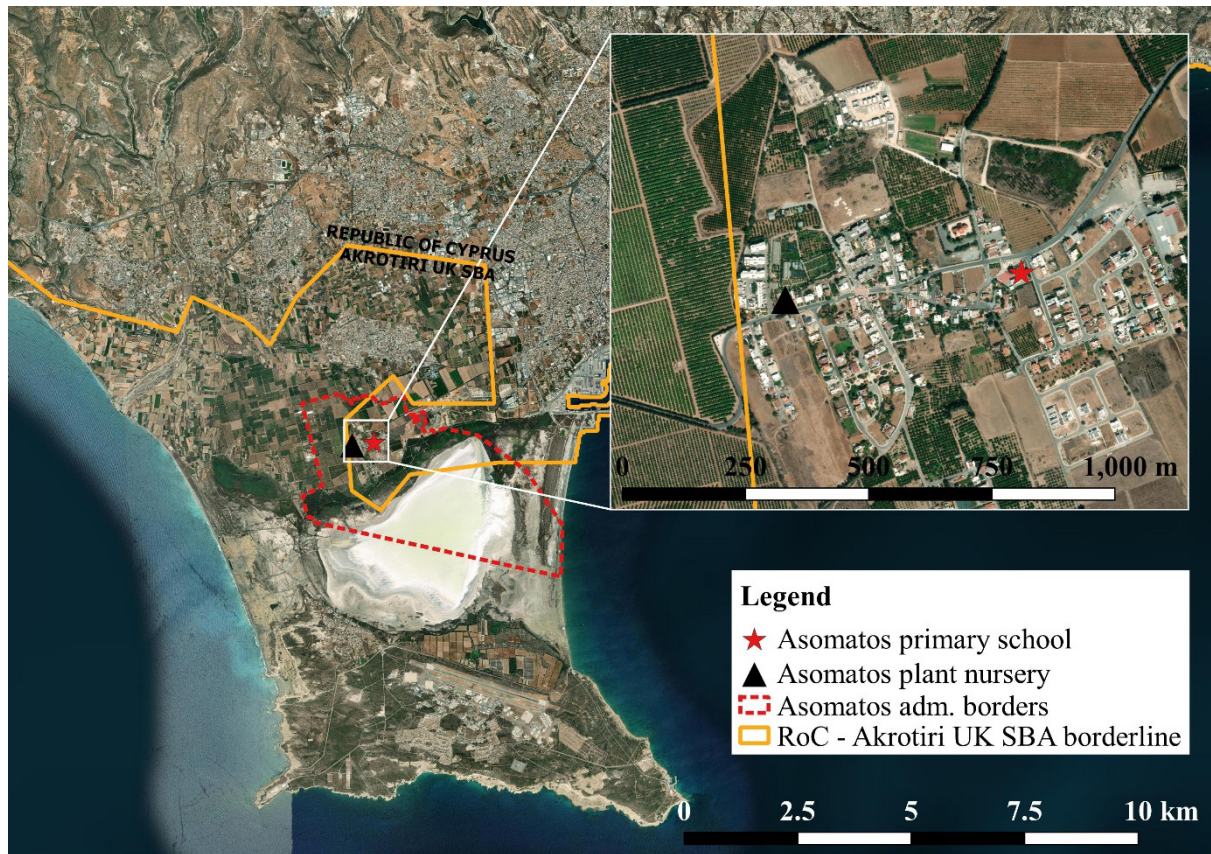 REPUBLIC OF CYPRUS
AKROTIRI UK SBA
0 250 500 750 1,000 m
Legend
Asomatos primary school
Asomatos plant nursery
Asomatos adm. borders
RoC - Akrotiri UK SBA borderline
0 2.5 5 7.5 10 km